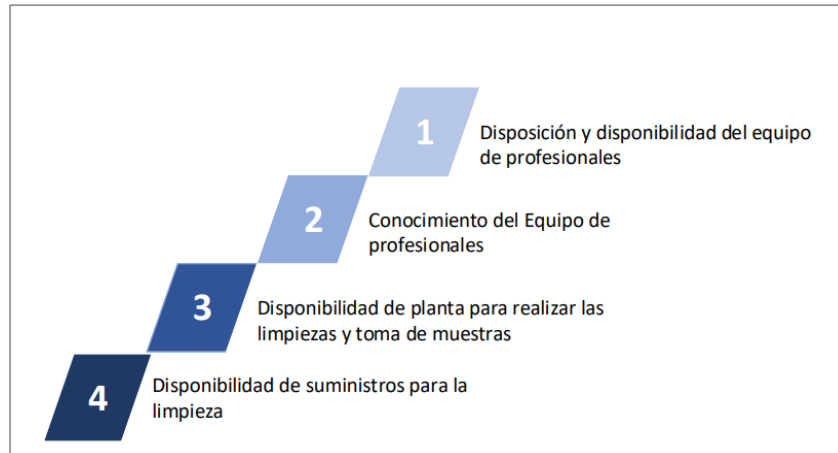 1
Disposición y disponibilidad del equipo
de profesionales
2
Conocimiento del Equipo de
profesionales
3
Disponibilidad de planta para realizar las
limpiezas y toma de muestras
4
Disponibilidad de suministros para la
limpieza